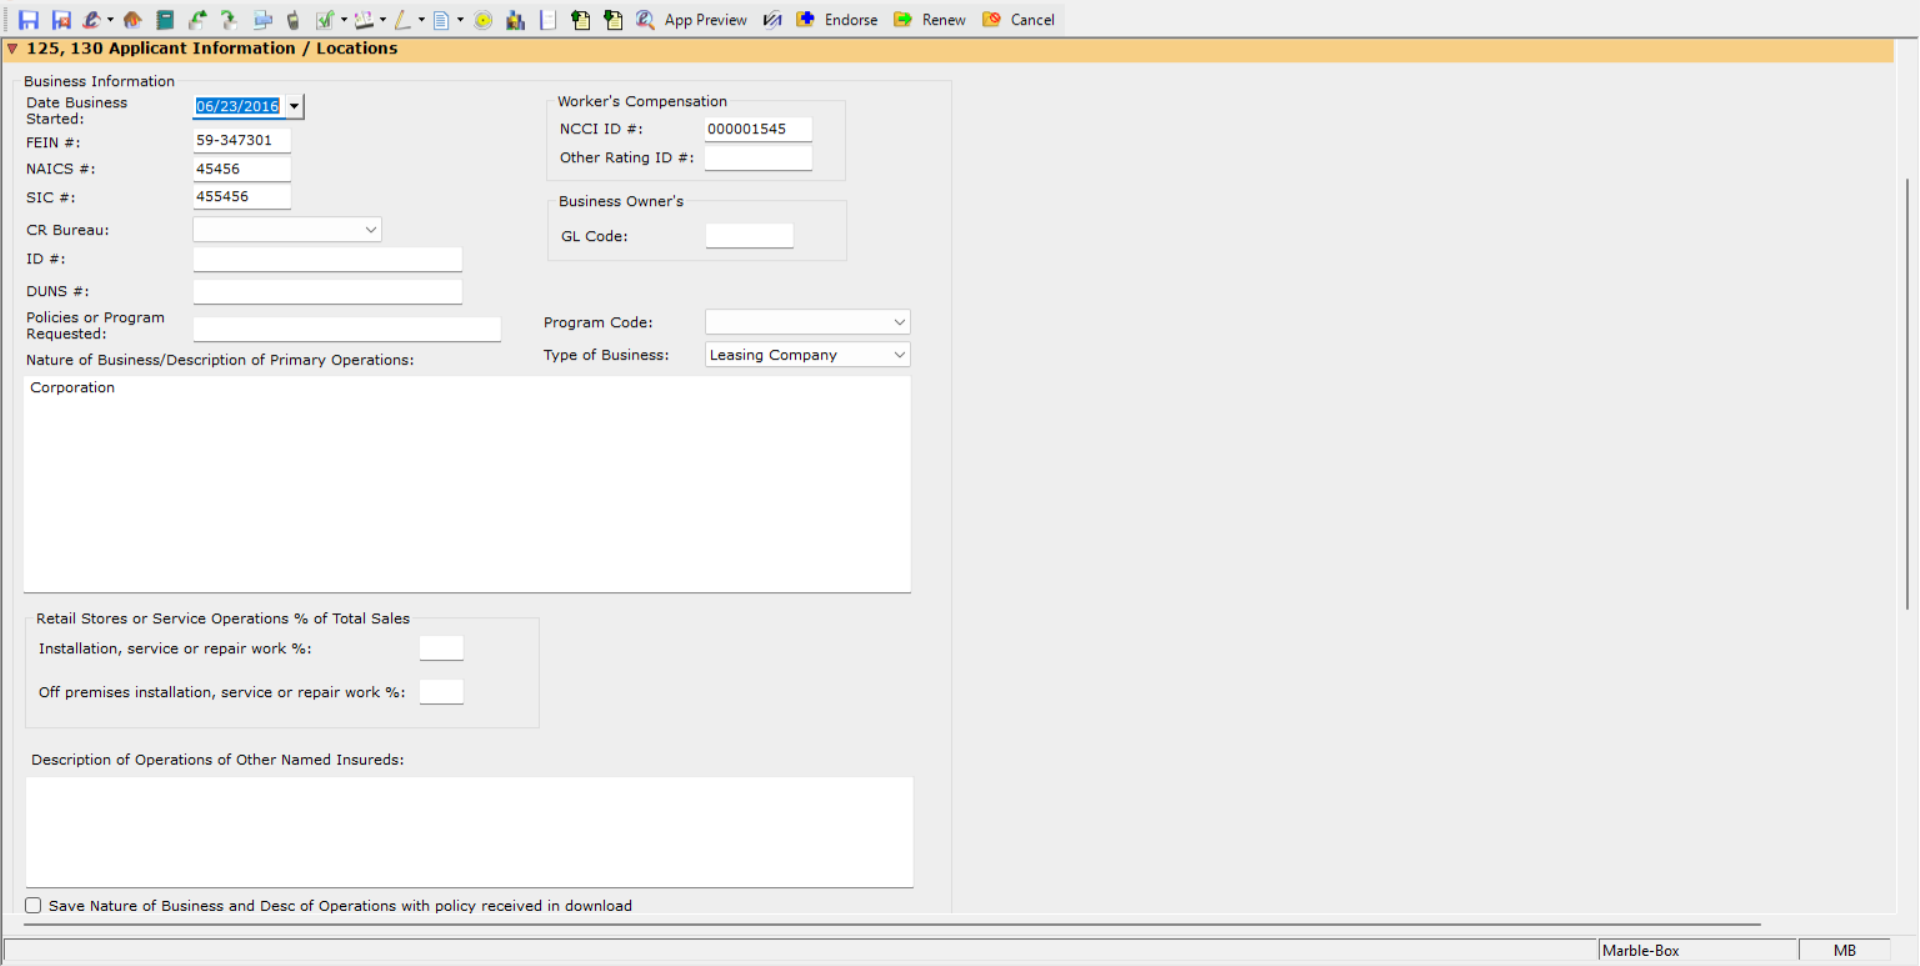 App Preview Endorse Renew Cancel
125, 130 Applicant Information / Locations
Business Information
Date Business Started: 06/23/2016
FEIN #: 59-347301
NAICS #: 45456
SIC #: 455456
CR Bureau:
ID #:
DUNS #:
Policies or Program Requested:
Worker's Compensation
NCCI ID #: 000001545
Other Rating ID #:
Business Owner's
GL Code:
Program Code:
Type of Business: Leasing Company
Nature of Business/Description of Primary Operations:
Corporation
Retail Stores or Service Operations % of Total Sales
Installation, service or repair work %:
Off premises installation, service or repair work %:
Description of Operations of Other Named Insureds:
Save Nature of Business and Desc of Operations with policy received in download
Marble-Box MB